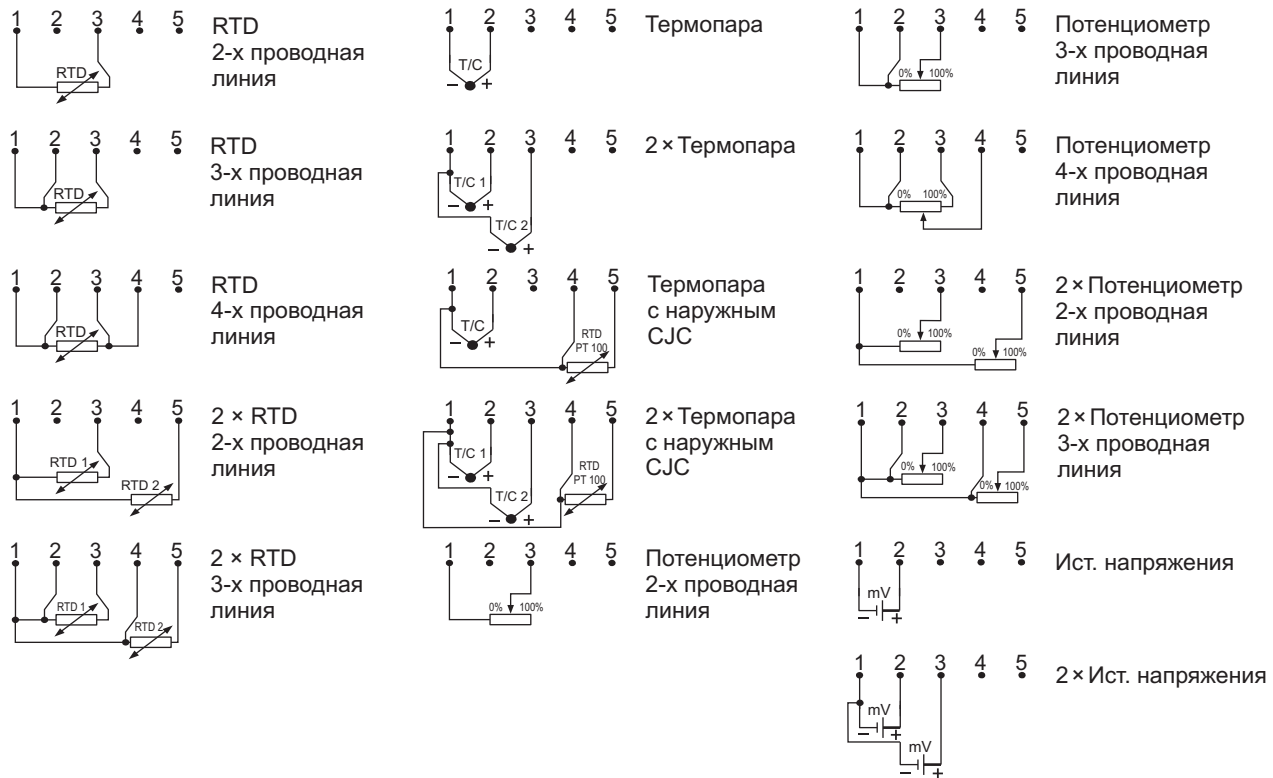 1 2 3 4 5
RTD
RTD
2-х проводная
линия
1 2 3 4 5
RTD
RTD
3-х проводная
линия
1 2 3 4 5
RTD
RTD
4-х проводная
линия
1 2 3 4 5
RTD 1
RTD 2
2 × RTD
2-х проводная
линия
1 2 3 4 5
RTD 1
RTD 2
2 × RTD
3-х проводная
линия
1 2 3 4 5
T/C
– +
Термопара
1 2 3 4 5
T/C 1
– +
T/C 2
– +
2 × Термопара
1 2 3 4 5
T/C
– +
RTD
PT 100
Термопара
с наружным
CJC
1 2 3 4 5
T/C 1
– +
T/C 2
– +
RTD
PT 100
2 × Термопара
с наружным
CJC
1 2 3 4 5
0% 100%
Потенциометр
2-х проводная
линия
1 2 3 4 5
0% 100%
Потенциометр
3-х проводная
линия
1 2 3 4 5
0% 100%
Потенциометр
4-х проводная
линия
1 2 3 4 5
0% 100%
0% 100%
2 × Потенциометр
2-х проводная
линия
1 2 3 4 5
0% 100%
0% 100%
2 × Потенциометр
3-х проводная
линия
1 2 3 4 5
mV
– +
Ист. напряжения
1 2 3 4 5
mV
– +
mV
– +
2 × Ист. напряжения